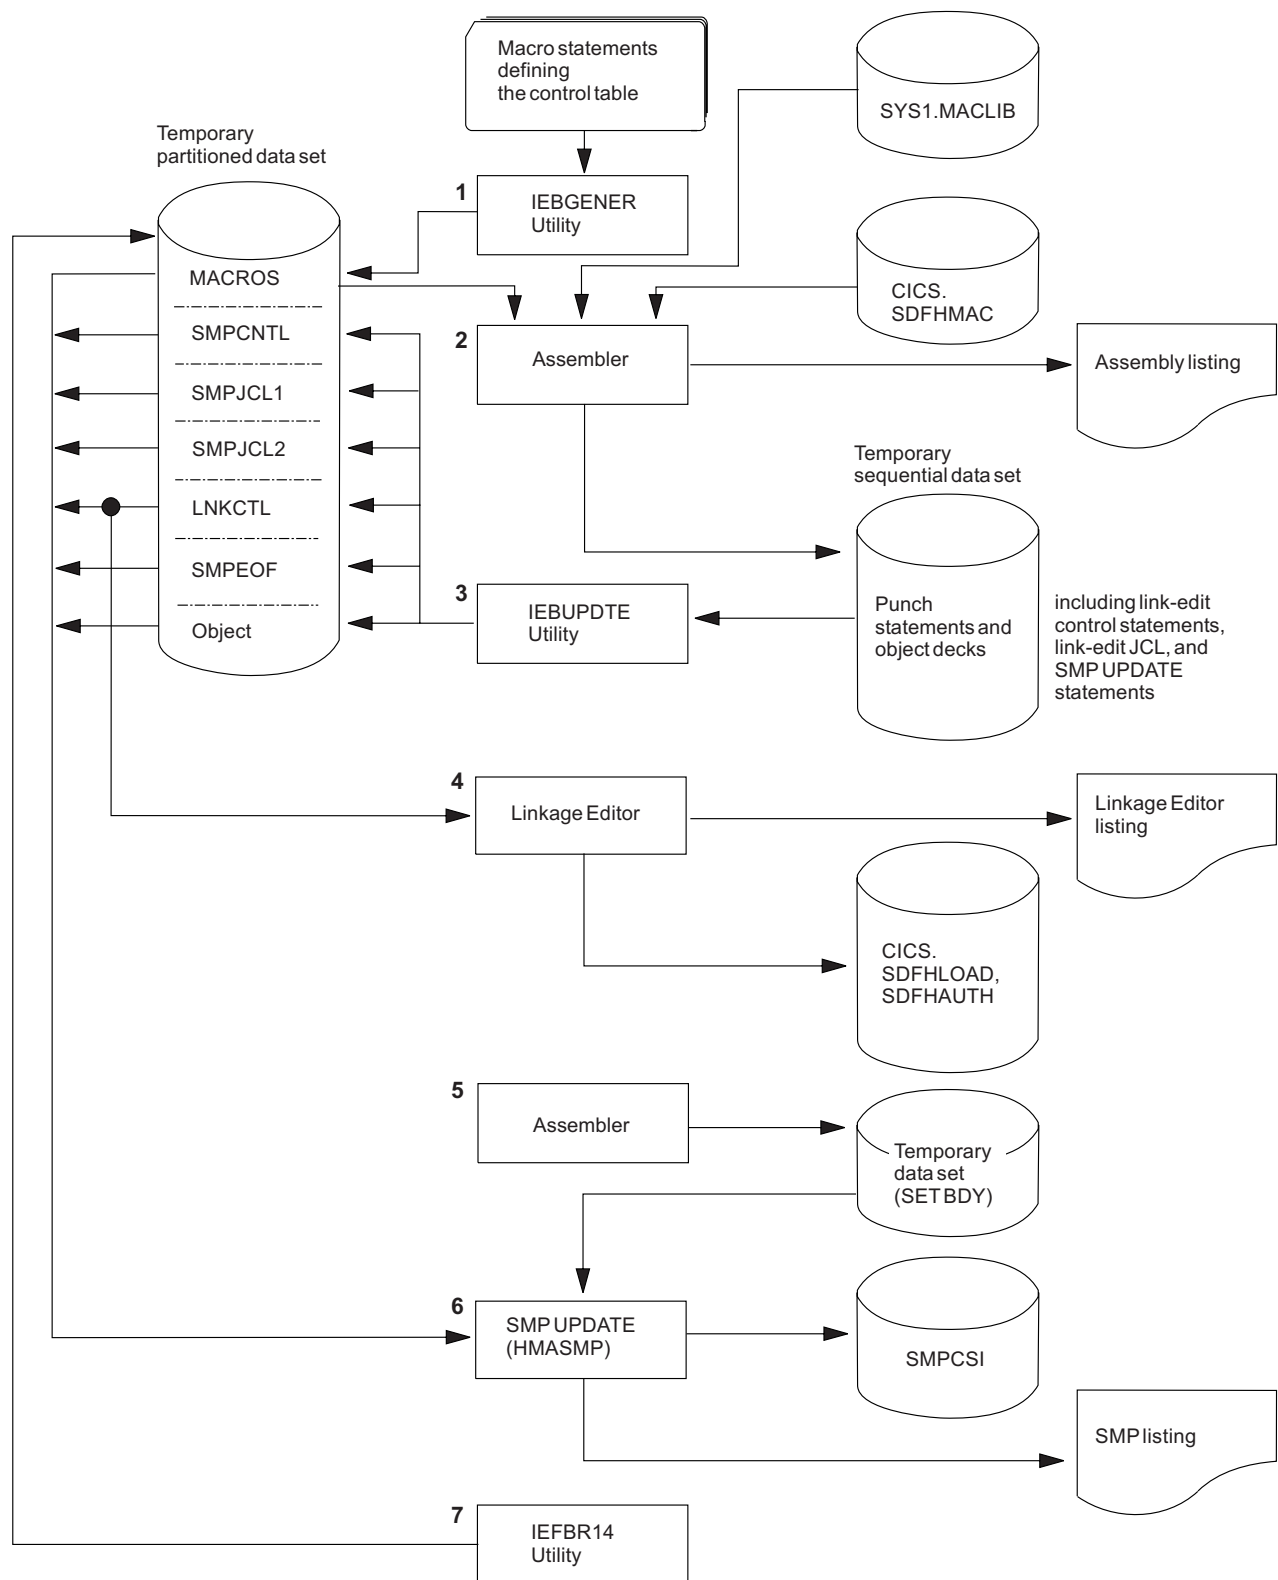 Macro statements
defining
the control table
SYS1.MACLIB
Temporary
partitioned data set
1
IEBGENER
Utility
MACROS
CICS.
SDFHMAC
SMPCNTL
2
Assembler
Assembly listing
SMPJCL1
SMPJCL2
Temporary
sequential data set
LNKCTL
SMPEOF
3
IEBUPDTE
Utility
Punch
statements and
object decks
including link-edit
control statements,
link-edit JCL, and
SMP UPDATE
statements
Object
4
Linkage Editor
Linkage Editor
listing
CICS.
SDFHLOAD,
SDFHAUTH
5
Assembler
Temporary
data set
(SETBDY)
6
SMP UPDATE
(HMASMP)
SMPCSI
SMP listing
7
IEFBR14
Utility